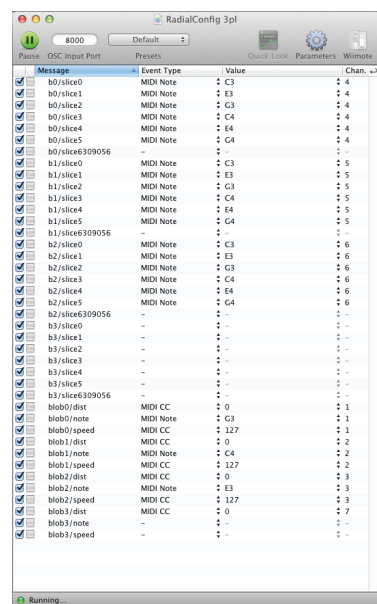 RadialConfig 3pl
8000 Default
Pause OSC Input Port Presets Quick Look Parameters Wiimote
Message Event Type Value Chan.
b0/slice0 MIDI Note C3 4
b0/slice1 MIDI Note E3 4
b0/slice2 MIDI Note G3 4
b0/slice3 MIDI Note C4 4
b0/slice4 MIDI Note E4 4
b0/slice5 MIDI Note G4 4
b0/slice6309056 – – –
b1/slice0 MIDI Note C3 5
b1/slice1 MIDI Note E3 5
b1/slice2 MIDI Note G3 5
b1/slice3 MIDI Note C4 5
b1/slice4 MIDI Note E4 5
b1/slice5 MIDI Note G4 5
b1/slice6309056 – – –
b2/slice0 MIDI Note C3 6
b2/slice1 MIDI Note E3 6
b2/slice2 MIDI Note G3 6
b2/slice3 MIDI Note C4 6
b2/slice4 MIDI Note E4 6
b2/slice5 MIDI Note G4 6
b2/slice6309056 – – –
b3/slice0 – – –
b3/slice1 – – –
b3/slice2 – – –
b3/slice3 – – –
b3/slice4 – – –
b3/slice5 – – –
b3/slice6309056 – – –
blob0/dist MIDI CC 0 1
blob0/note MIDI Note G3 1
blob0/speed MIDI CC 127 1
blob1/dist MIDI CC 0 2
blob1/note MIDI Note C4 2
blob1/speed MIDI CC 127 2
blob2/dist MIDI CC 0 3
blob2/note MIDI Note E3 3
blob2/speed MIDI CC 127 3
blob3/dist MIDI CC 0 7
blob3/note – – –
blob3/speed – – –
Running...